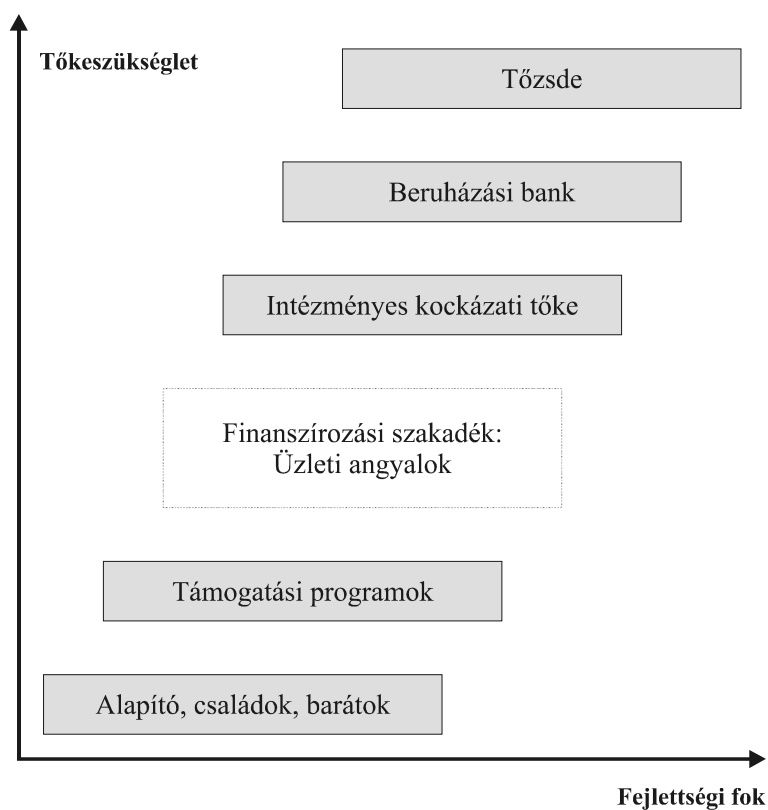 Tőkeszükséglet
Tőzsde
Beruházási bank
Intézményes kockázati tőke
Finanszírozási szakadék:
Üzleti angyalok
Támogatási programok
Alapító, családok, barátok
Fejlettségi fok